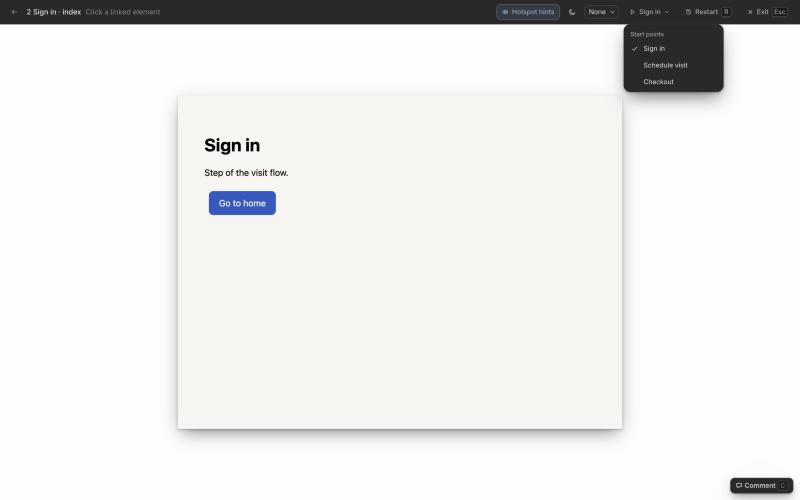 2 Sign in · index Click a linked element Hotspot hints None Sign in Restart R Exit Esc
Start points
Sign in
Schedule visit
Checkout
Sign in
Step of the visit flow.
Go to home
Comment C